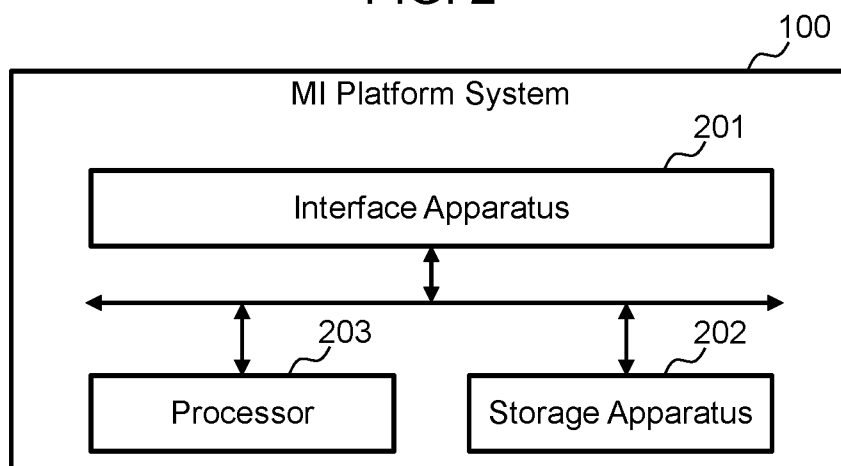 100
MI Platform System
201
Interface Apparatus
203
202
Processor
Storage Apparatus